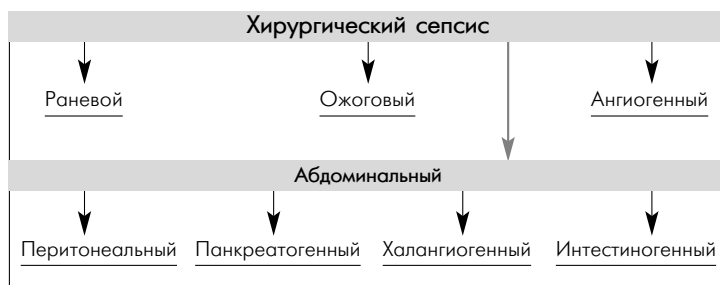 Хирургический сепсис
Раневой Ожоговый Ангиогенный
Абдоминальный
Перитонеальный Панкреатогенный Халангиогенный Интестиногенный